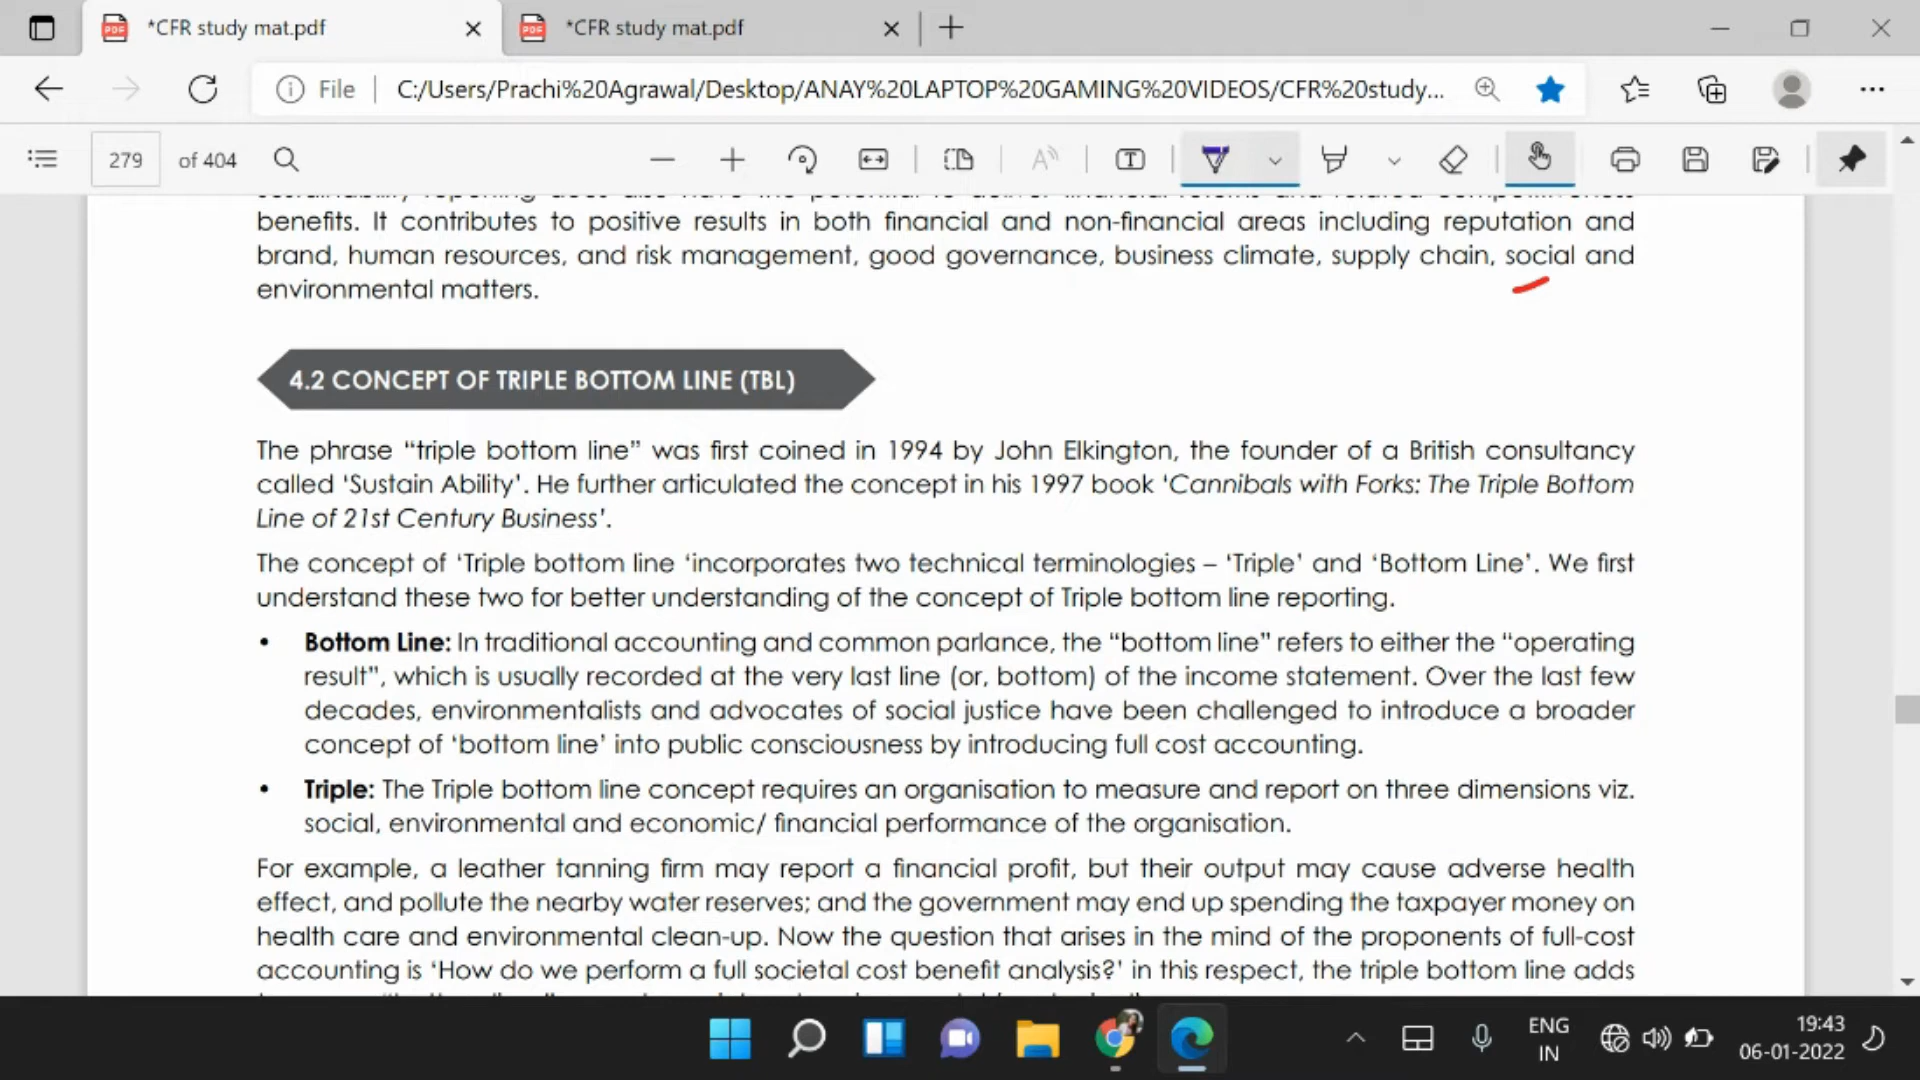 *CFR study mat.pdf
*CFR study mat.pdf
File
C:/Users/Prachi%20Agrawal/Desktop/ANAY%20LAPTOP%20GAMING%20VIDEOS/CFR%20study...
279 of 404
benefits. It contributes to positive results in both financial and non-financial areas including reputation and
brand, human resources, and risk management, good governance, business climate, supply chain, social and
environmental matters.
4.2 CONCEPT OF TRIPLE BOTTOM LINE (TBL)
The phrase “triple bottom line” was first coined in 1994 by John Elkington, the founder of a British consultancy
called ‘Sustain Ability’. He further articulated the concept in his 1997 book ‘Cannibals with Forks: The Triple Bottom
Line of 21st Century Business’.
The concept of ‘Triple bottom line ‘incorporates two technical terminologies – ‘Triple’ and ‘Bottom Line’. We first
understand these two for better understanding of the concept of Triple bottom line reporting.
• Bottom Line: In traditional accounting and common parlance, the “bottom line” refers to either the “operating
result”, which is usually recorded at the very last line (or, bottom) of the income statement. Over the last few
decades, environmentalists and advocates of social justice have been challenged to introduce a broader
concept of ‘bottom line’ into public consciousness by introducing full cost accounting.
• Triple: The Triple bottom line concept requires an organisation to measure and report on three dimensions viz.
social, environmental and economic/ financial performance of the organisation.
For example, a leather tanning firm may report a financial profit, but their output may cause adverse health
effect, and pollute the nearby water reserves; and the government may end up spending the taxpayer money on
health care and environmental clean-up. Now the question that arises in the mind of the proponents of full-cost
accounting is ‘How do we perform a full societal cost benefit analysis?’ in this respect, the triple bottom line adds
ENG
IN
19:43
06-01-2022